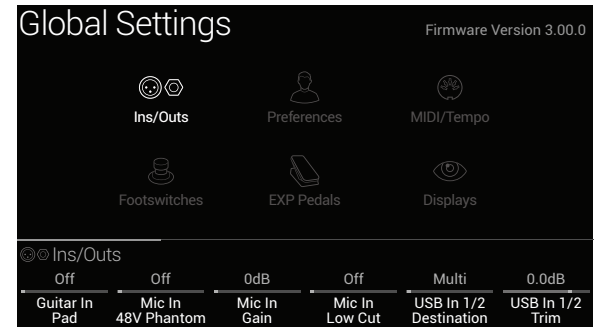 Global Settings
Firmware Version 3.00.0
Ins/Outs
Preferences
MIDI/Tempo
Footswitches
EXP Pedals
Displays
Ins/Outs
Off
Off
0dB
Off
Multi
0.0dB
Guitar In
Pad
Mic In
48V Phantom
Mic In
Gain
Mic In
Low Cut
USB In 1/2
Destination
USB In 1/2
Trim